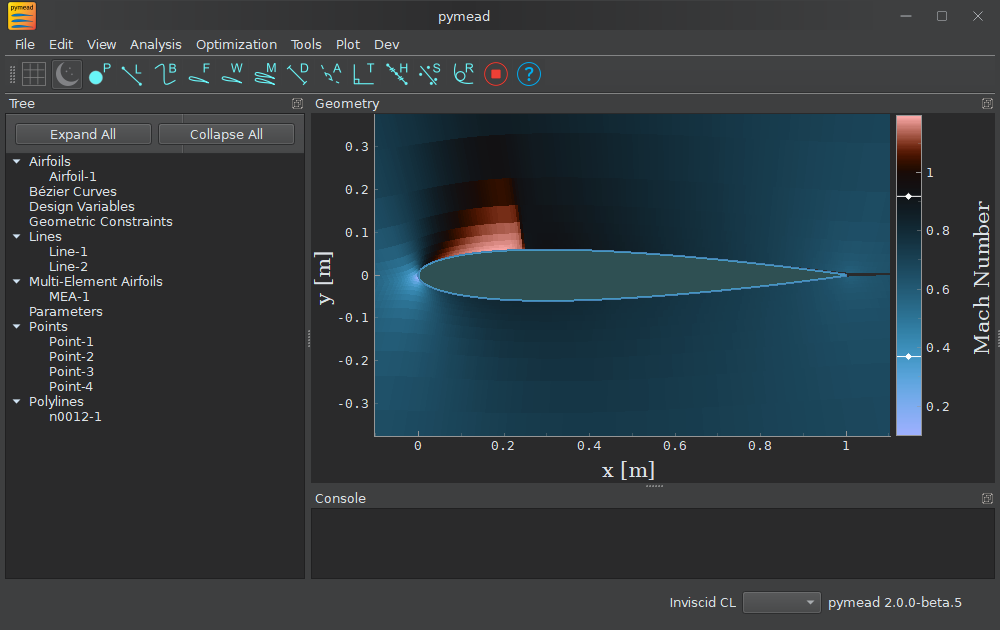 pymead
pymead
File Edit View Analysis Optimization Tools Plot Dev
P L B F W M D A T H S R ?
Tree
Expand All Collapse All
Airfoils
Airfoil-1
Bézier Curves
Design Variables
Geometric Constraints
Lines
Line-1
Line-2
Multi-Element Airfoils
MEA-1
Parameters
Points
Point-1
Point-2
Point-3
Point-4
Polylines
n0012-1
Geometry
y [m]
0.3
0.2
0.1
0
-0.1
-0.2
-0.3
0 0.2 0.4 0.6 0.8 1
x [m]
1
0.8
0.6
0.4
0.2
Mach Number
Console
Inviscid CL pymead 2.0.0-beta.5